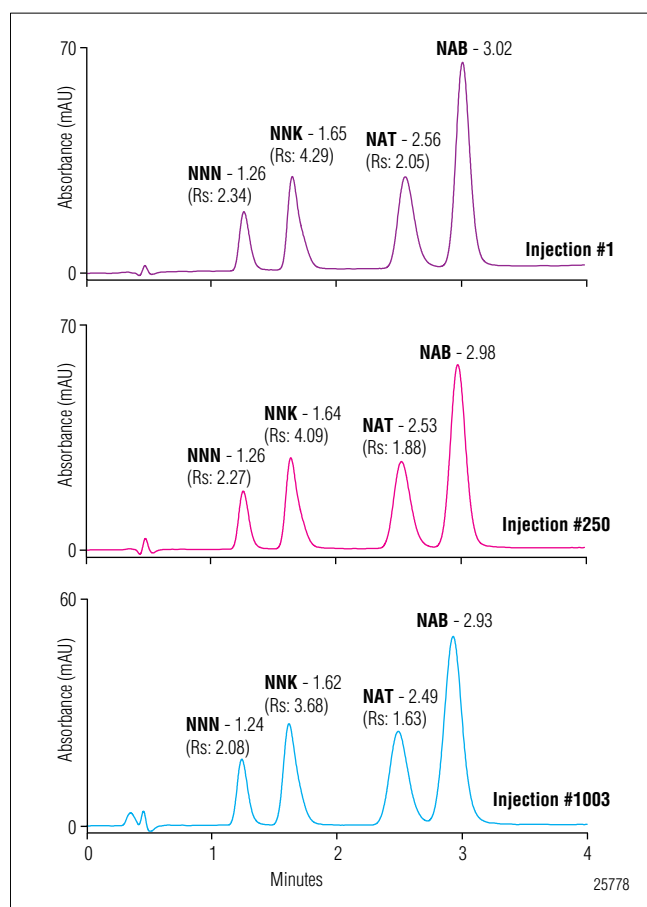 70
Absorbance (mAU)
0
NAB - 3.02
NNK - 1.65
(Rs: 4.29)
NAT - 2.56
(Rs: 2.05)
NNN - 1.26
(Rs: 2.34)
Injection #1
70
Absorbance (mAU)
0
NAB - 2.98
NNK - 1.64
(Rs: 4.09)
NAT - 2.53
(Rs: 1.88)
NNN - 1.26
(Rs: 2.27)
Injection #250
60
Absorbance (mAU)
0
NAB - 2.93
NNK - 1.62
(Rs: 3.68)
NAT - 2.49
(Rs: 1.63)
NNN - 1.24
(Rs: 2.08)
Injection #1003
0 1 2 3 4
Minutes
25778